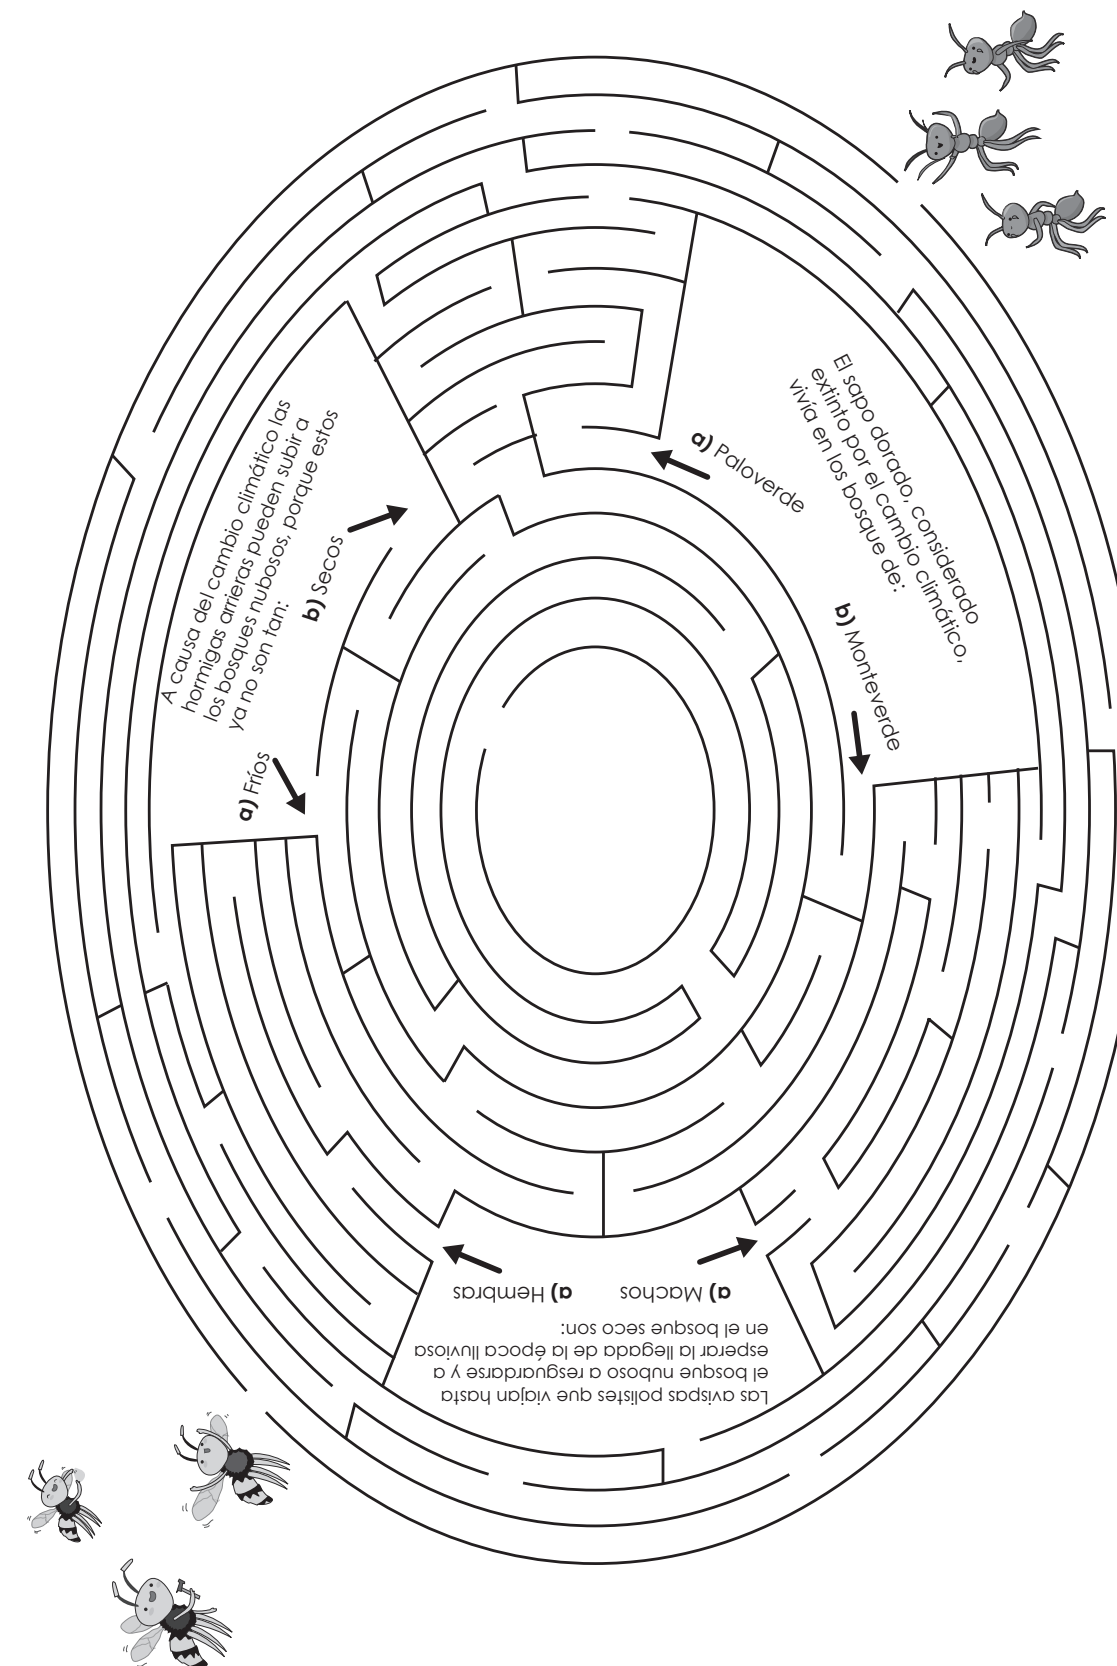 A causa del cambio climático las
hormigas arrieras pueden subir a
los bosques nubosos, porque estos
ya no son tan:
a) Fríos
b) Secos
El sapo dorado, considerado
extinto por el cambio climático,
vivía en los bosque de:
a) Paloverde
b) Monteverde
Las avispas polistes que viajan hasta
el bosque nuboso a resguardarse y a
esperar la llegada de la época lluviosa
en el bosque seco son:
a) Machos
a) Hembras